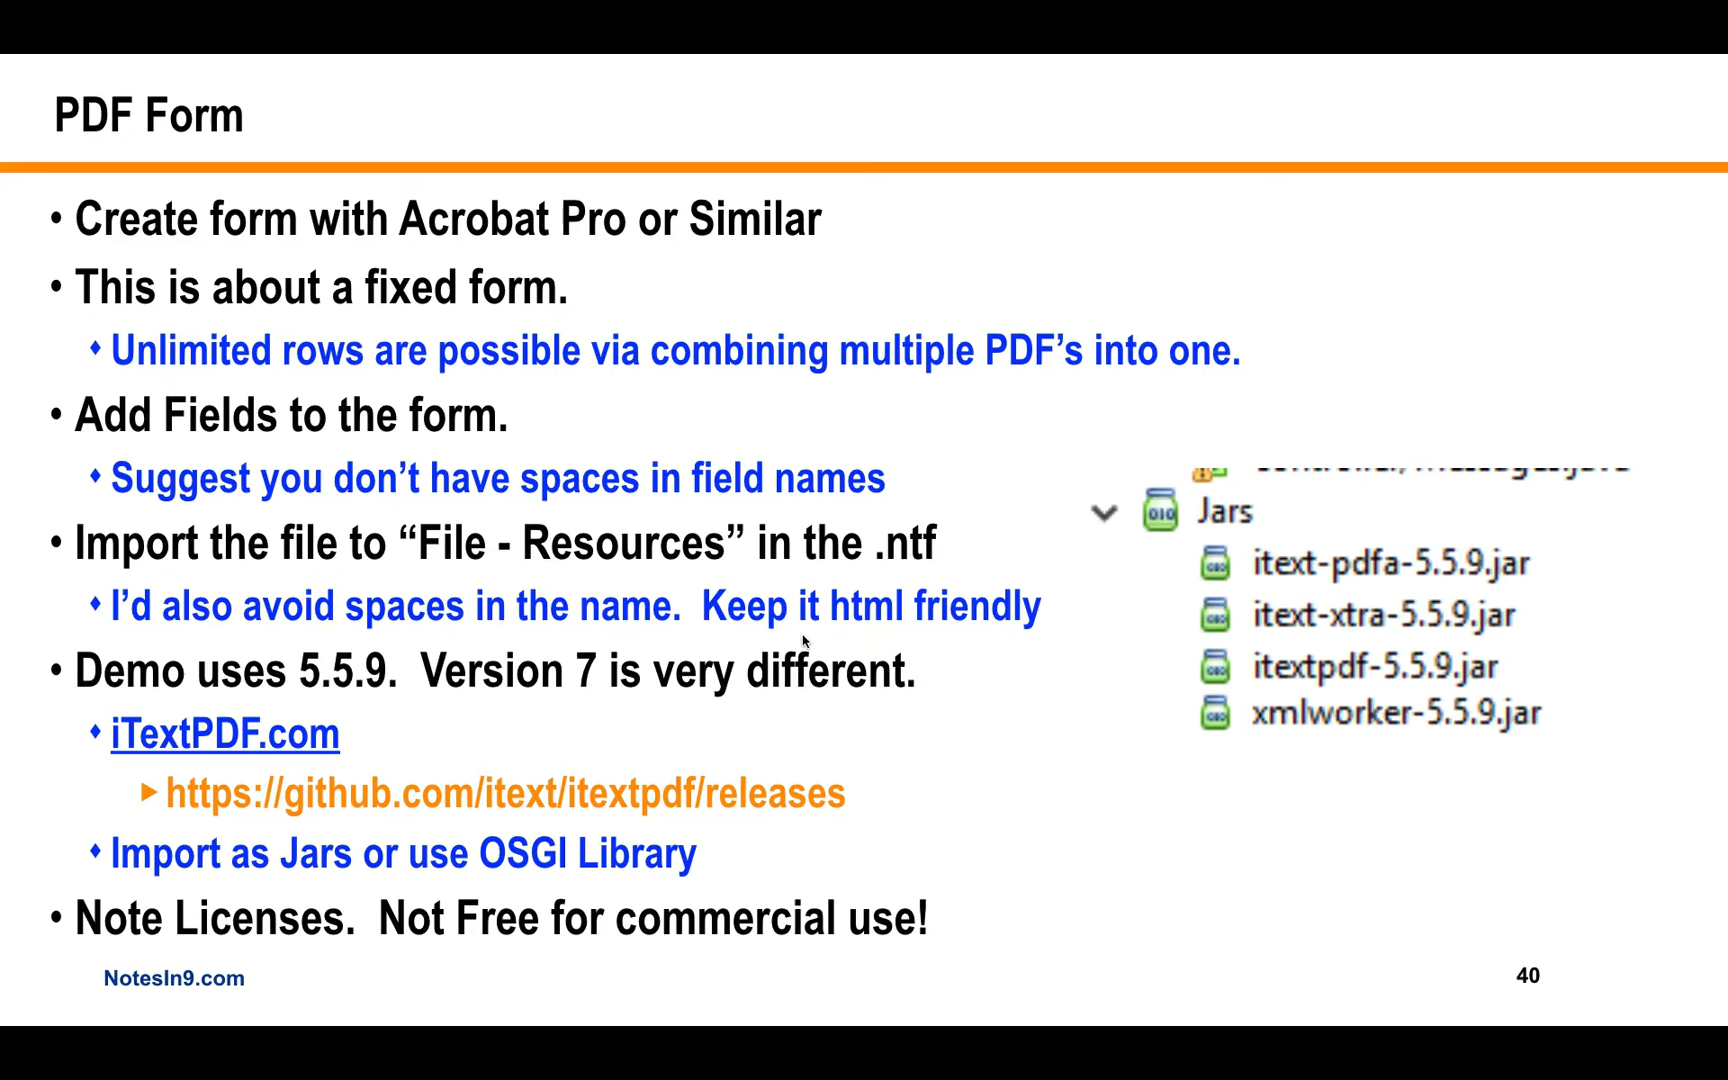 PDF Form
• Create form with Acrobat Pro or Similar
• This is about a fixed form.
Unlimited rows are possible via combining multiple PDF’s into one.
• Add Fields to the form.
Suggest you don’t have spaces in field names
• Import the file to “File - Resources” in the .ntf
I’d also avoid spaces in the name.  Keep it html friendly
• Demo uses 5.5.9.  Version 7 is very different.
iTextPDF.com
https://github.com/itext/itextpdf/releases
Import as Jars or use OSGI Library
• Note Licenses.  Not Free for commercial use!
Jars
itext-pdfa-5.5.9.jar
itext-xtra-5.5.9.jar
itextpdf-5.5.9.jar
xmlworker-5.5.9.jar
NotesIn9.com
40